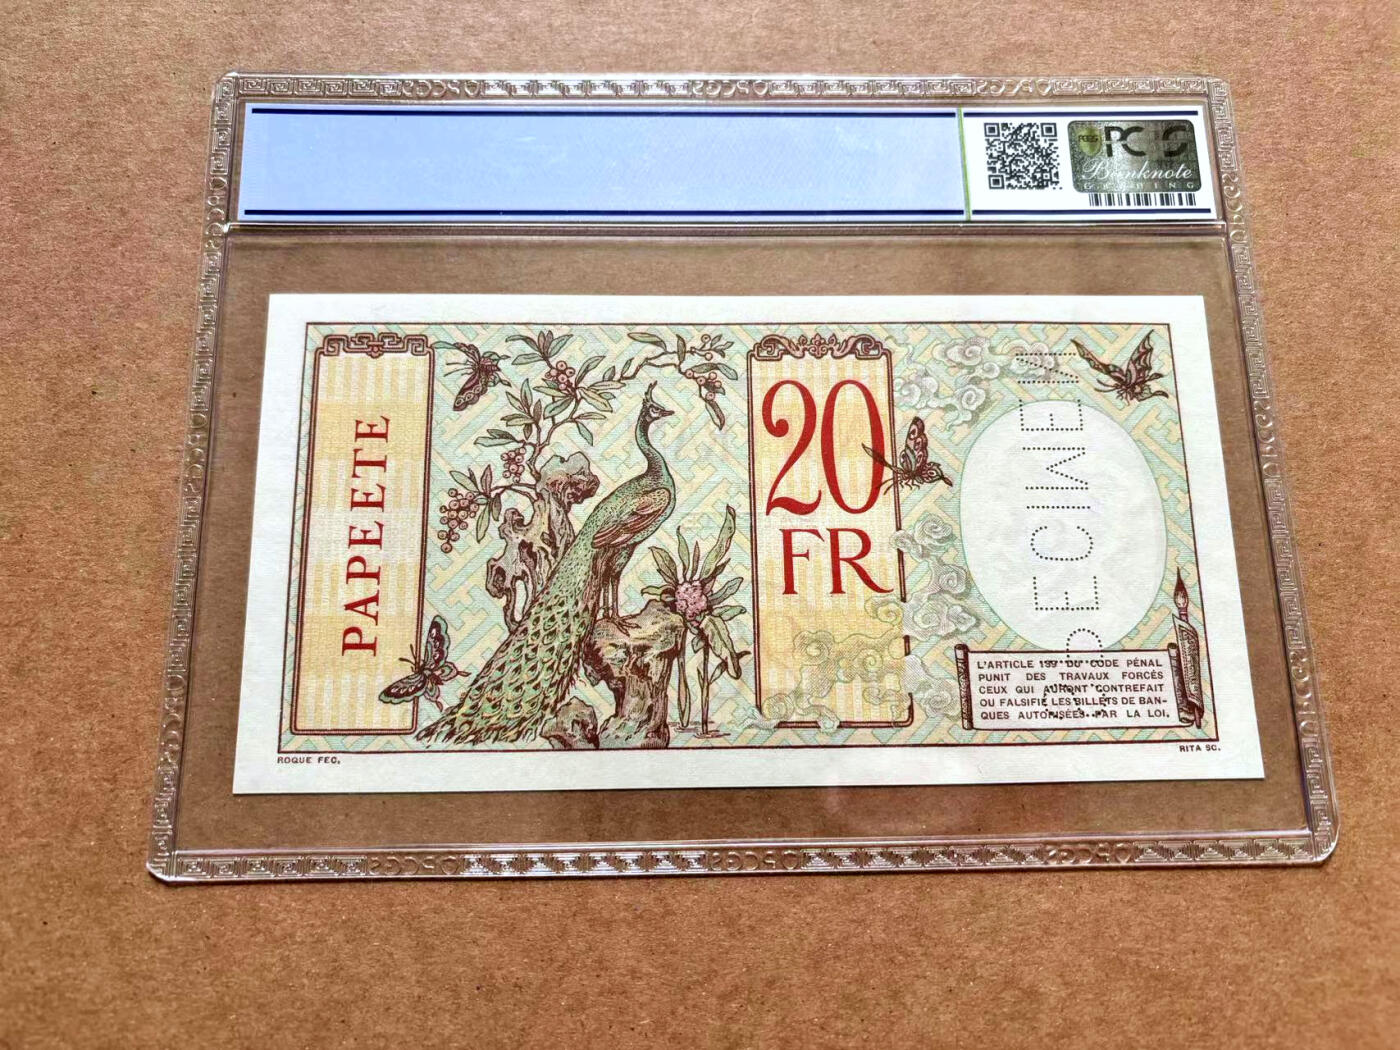 PCGS
Banknote
GRADING
PAPEETE
20
FR
SPECIMEN
L'ARTICLE 139 DU CODE PÉNAL
PUNIT DES TRAVAUX FORCÉS
CEUX QUI AURONT CONTREFAIT
OU FALSIFIÉ LES BILLETS DE BAN-
QUES AUTORISÉES PAR LA LOI.
ROQUE FEC.
RITA SC.